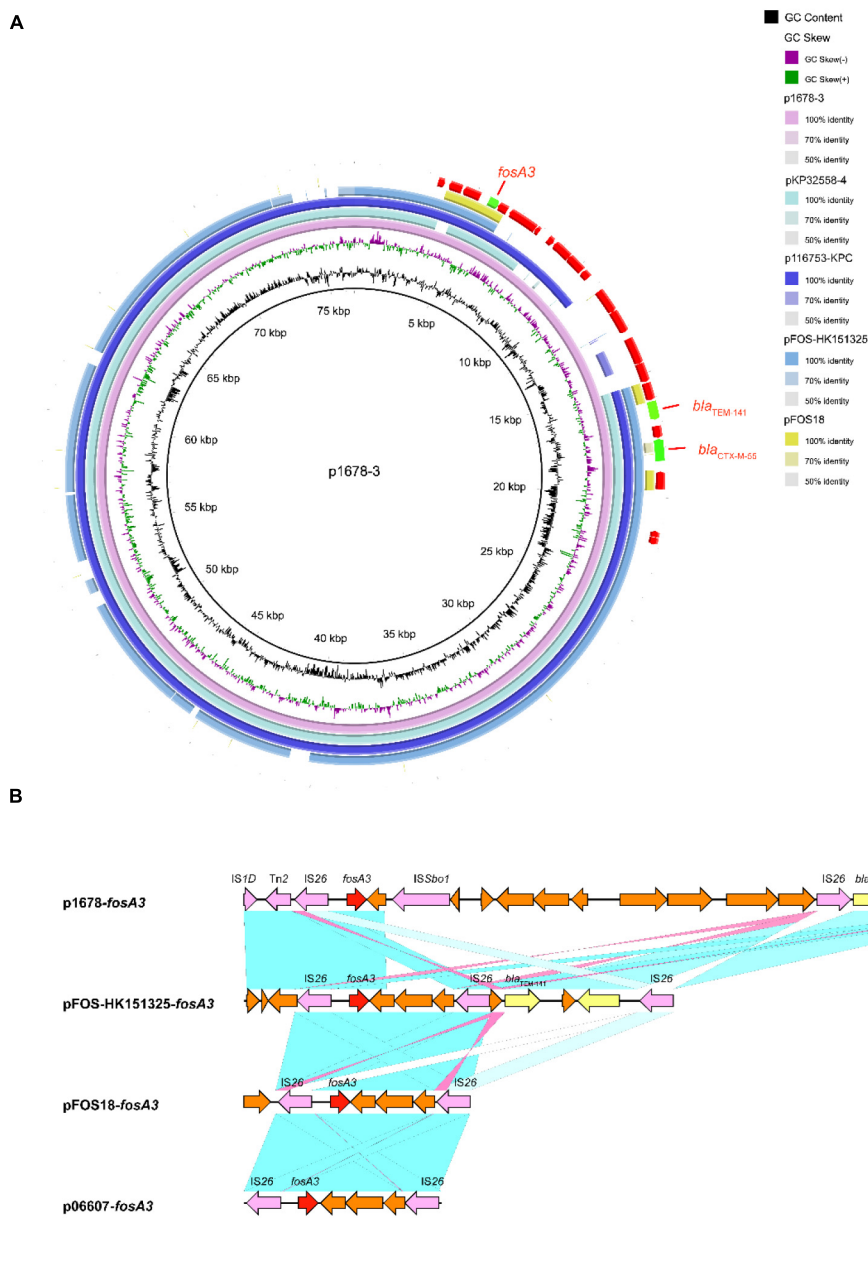 A
GC Content
GC Skew
GC Skew(-)
GC Skew(+)
p1678-3
100% identity
70% identity
50% identity
pKP32558-4
100% identity
70% identity
50% identity
p116753-KPC
100% identity
70% identity
50% identity
pFOS-HK151325
100% identity
70% identity
50% identity
pFOS18
100% identity
70% identity
50% identity
fosA3
blaTEM-141
blaCTX-M-55
75 kbp
5 kbp
10 kbp
15 kbp
20 kbp
25 kbp
30 kbp
35 kbp
40 kbp
45 kbp
50 kbp
55 kbp
60 kbp
65 kbp
70 kbp
p1678-3
B
IS1D Tn2 IS26 fosA3 ISSbo1 IS26 bla
p1678-fosA3
IS26 fosA3 IS26 blaTEM-141 IS26
pFOS-HK151325-fosA3
IS26 fosA3 IS26
pFOS18-fosA3
IS26 fosA3 IS26
p06607-fosA3